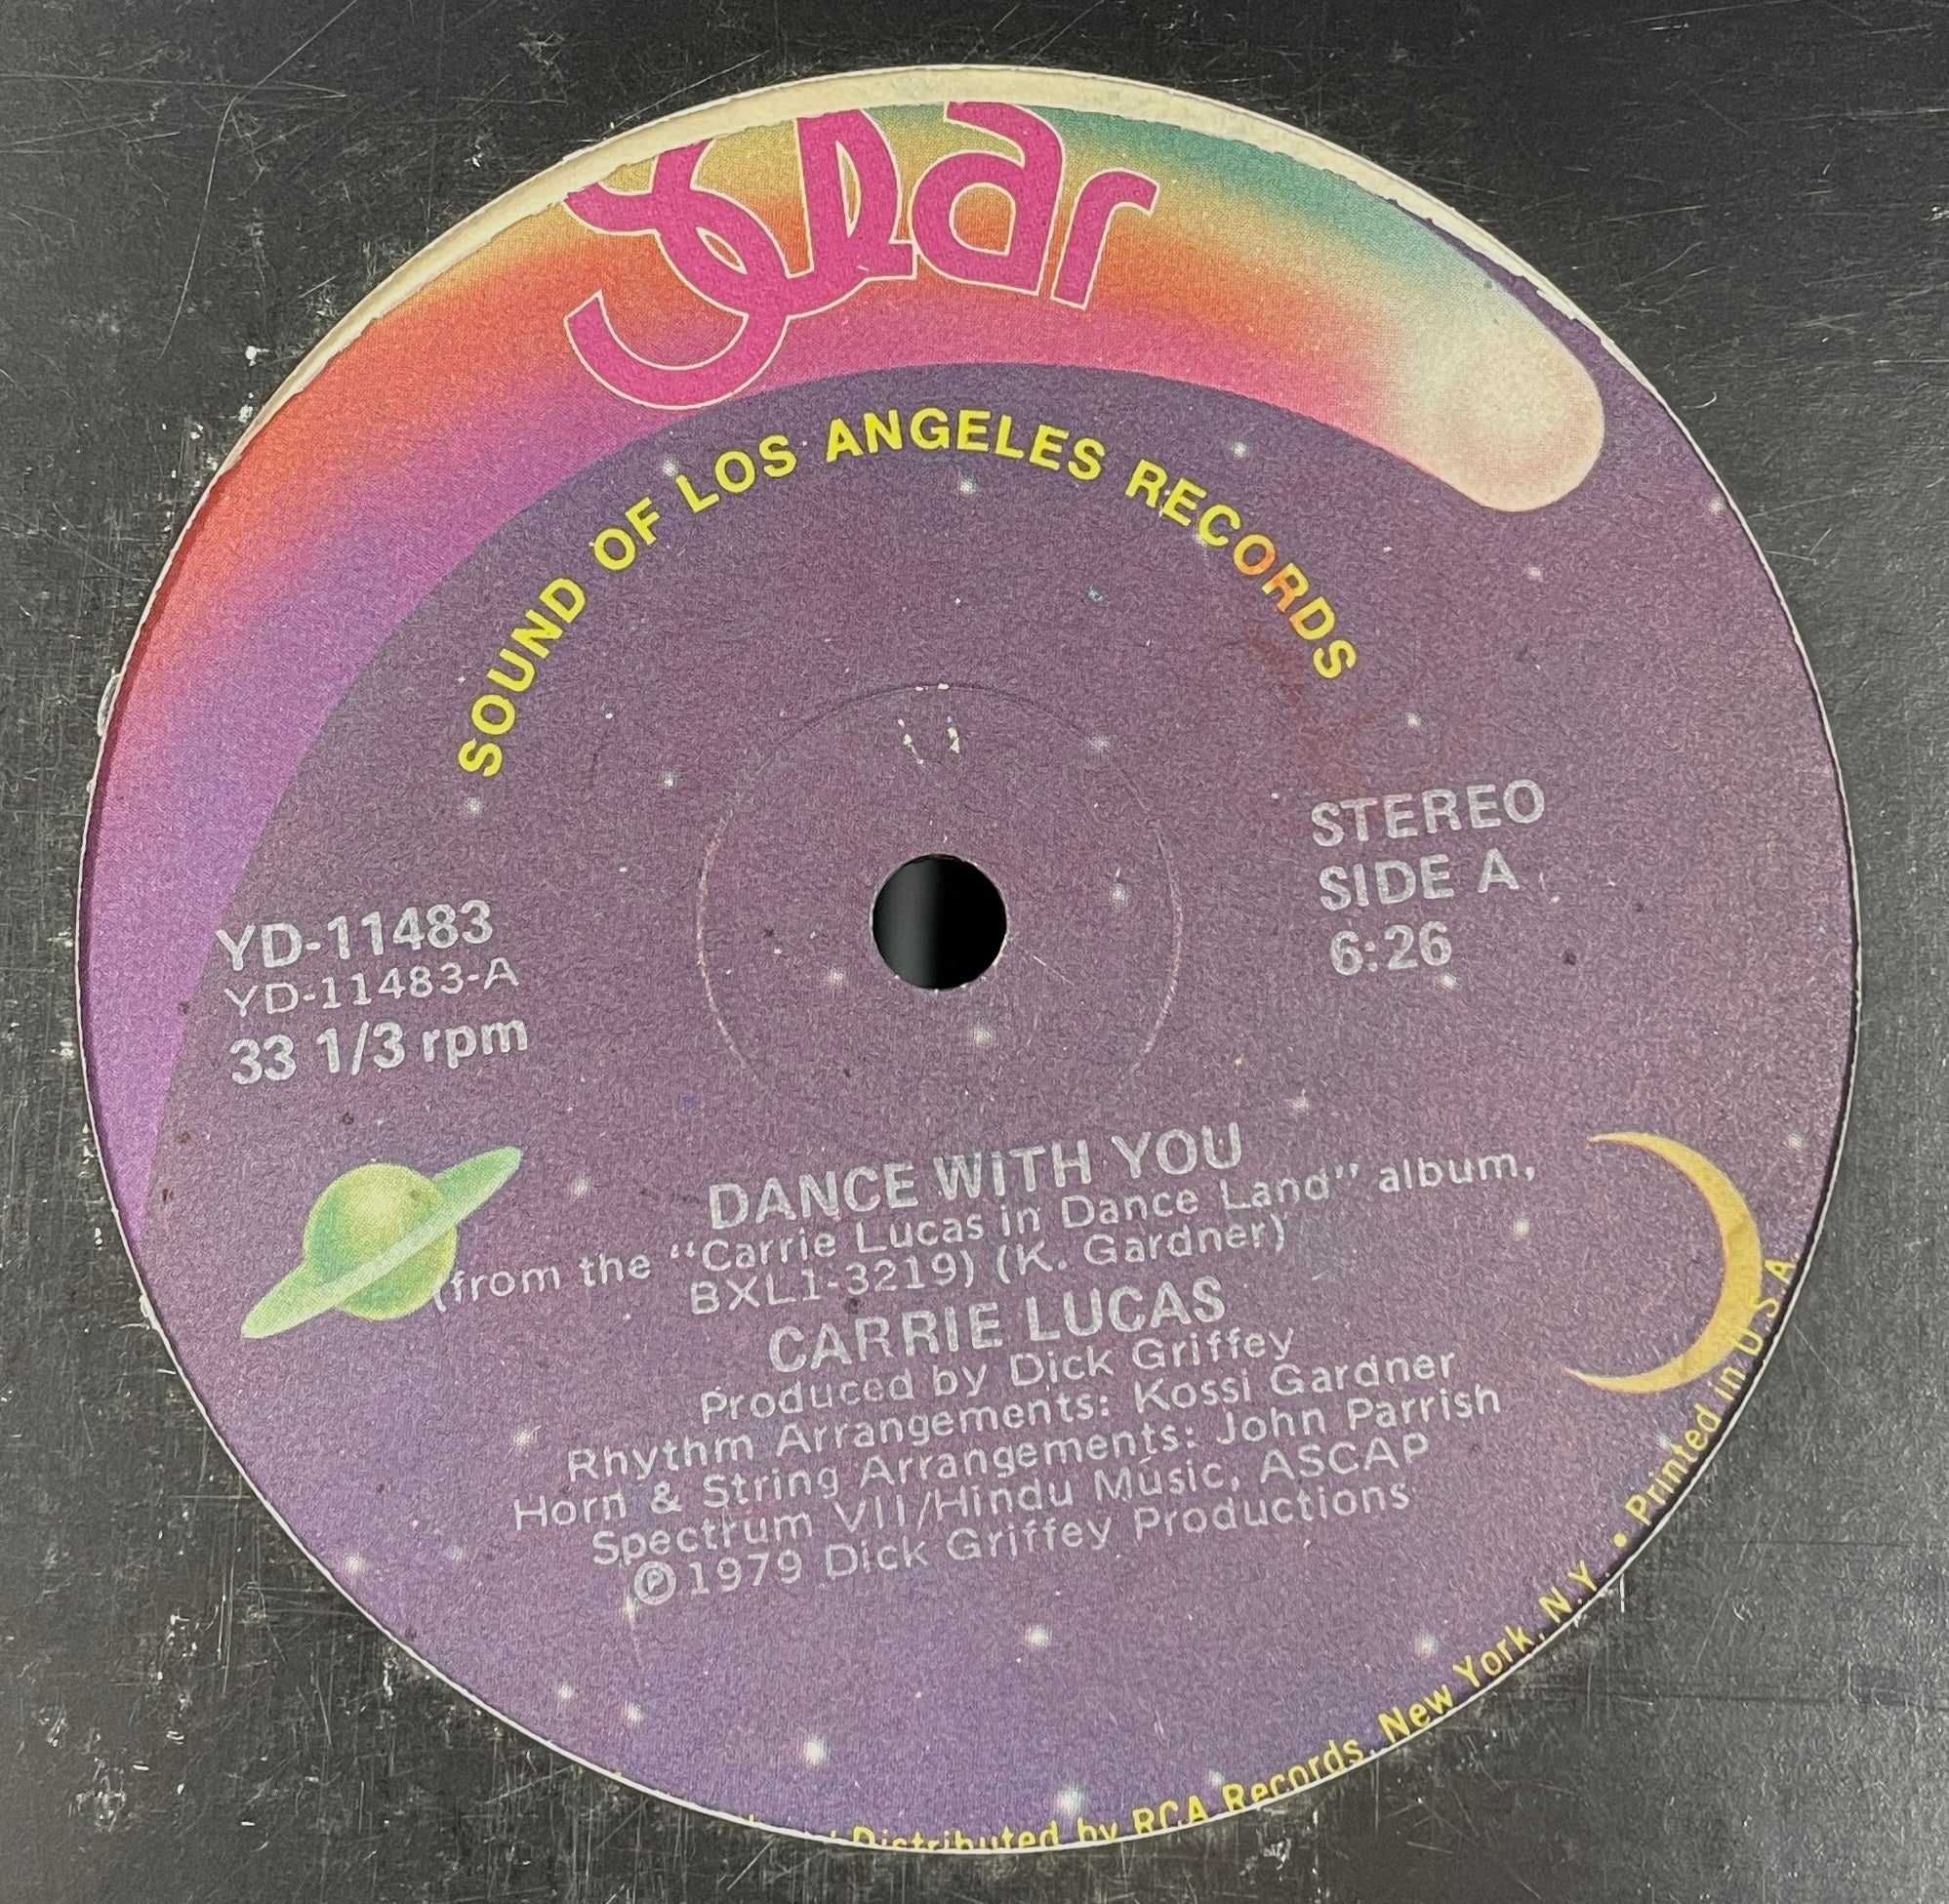 Solar
SOUND OF LOS ANGELES RECORDS
STEREO
SIDE A
6:26
YD-11483
YD-11483-A
33 1/3 rpm
DANCE WITH YOU
(from the "Carrie Lucas in Dance Land" album,
BXL1-3219) (K. Gardner)
CARRIE LUCAS
Produced by Dick Griffey
Rhythm Arrangements: Kossi Gardner
Horn & String Arrangements: John Parrish
Spectrum VII/Hindu Music, ASCAP
℗ 1979 Dick Griffey Productions
Distributed by RCA Records, New York, N.Y. • Printed in U.S.A.